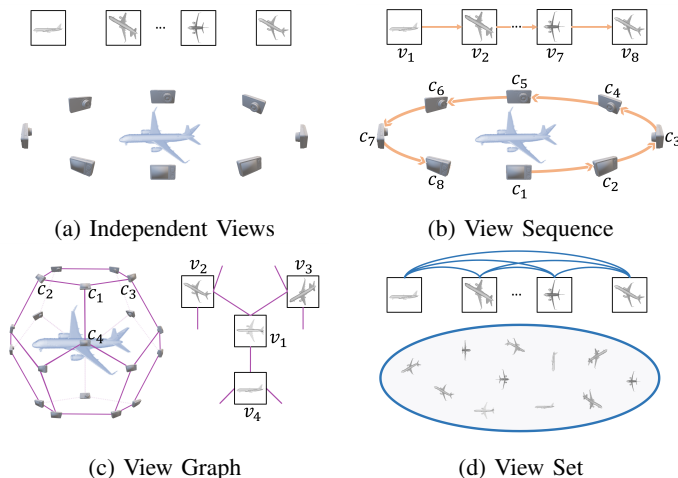 ...
v₁ v₂ ... v₇ v₈
c₆ c₅ c₄
c₇ c₃
c₈ c₁ c₂
(a) Independent Views
(b) View Sequence
c₂ c₁ c₃
c₄
v₂ v₃
v₁
v₄
...
(c) View Graph
(d) View Set